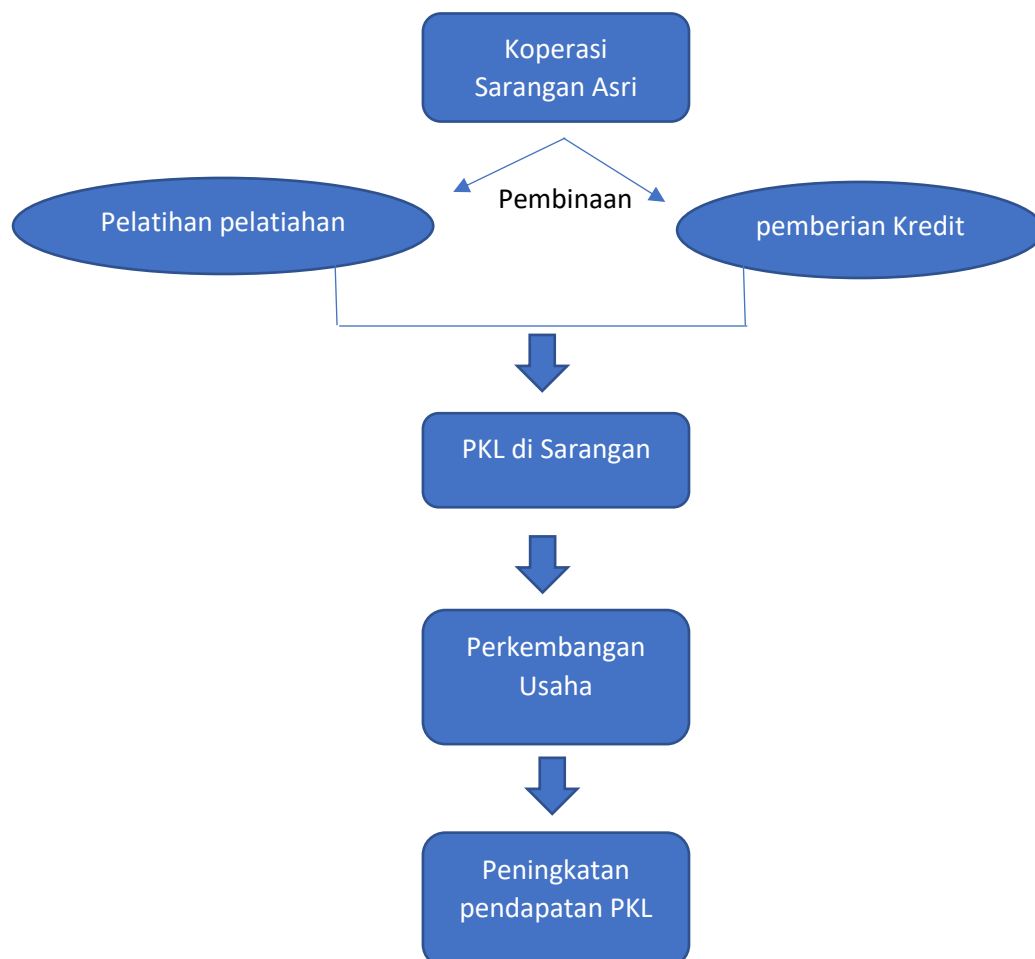 Koperasi
Sarangan Asri
Pembinaan
Pelatihan pelatiahan
pemberian Kredit
PKL di Sarangan
Perkembangan
Usaha
Peningkatan
pendapatan PKL